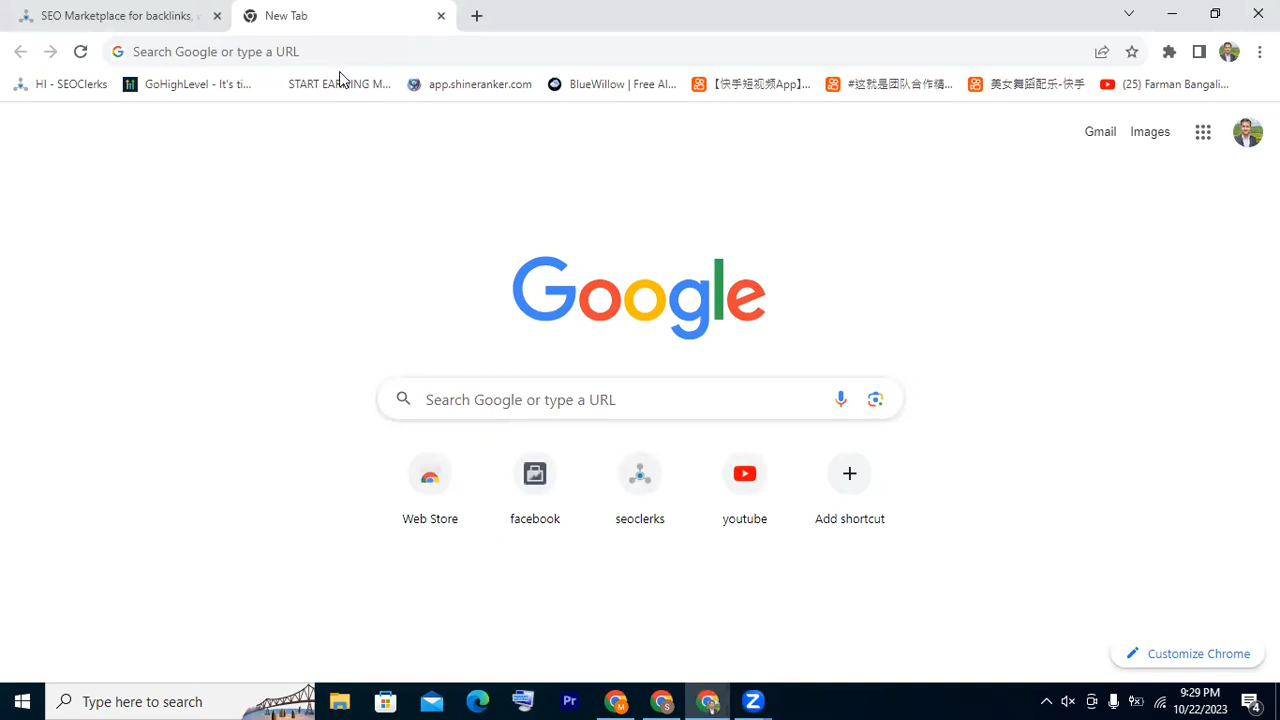 SEO Marketplace for backlinks,
New Tab
Search Google or type a URL
HI - SEOClerks
GoHighLevel - It's ti...
START EARNING M...
app.shineranker.com
BlueWillow | Free AI...
【快手短视频App】...
#这就是团队合作精...
美女舞蹈配乐-快手
(25) Farman Bangali...
Gmail
Images
Google
Search Google or type a URL
Web Store
facebook
seoclerks
youtube
Add shortcut
Customize Chrome
Type here to search
Pr
M
S
Z
9:29 PM
10/22/2023
4